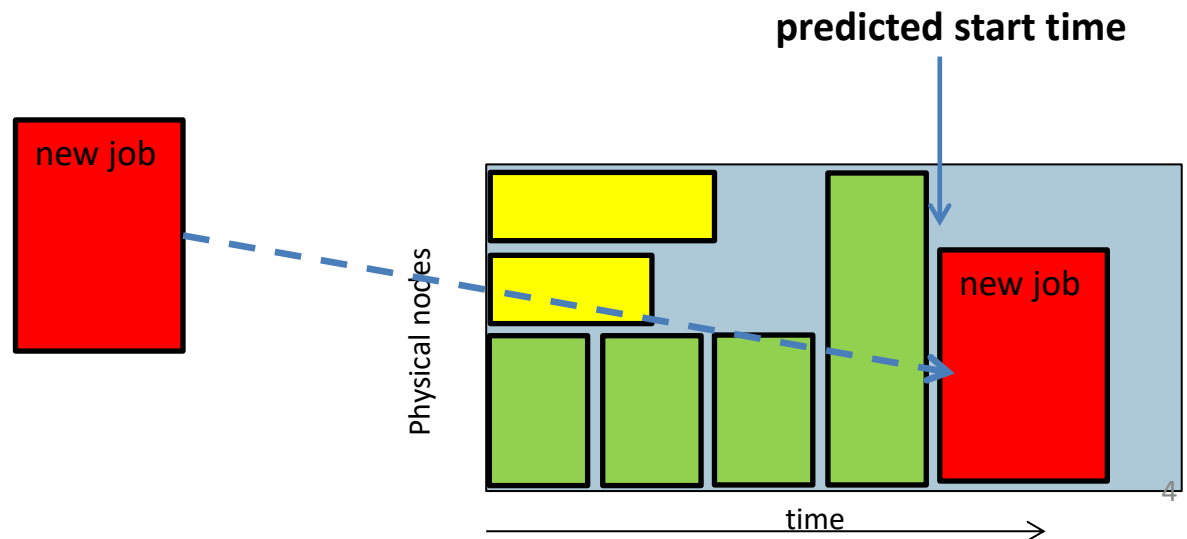 predicted start time
new job
Physical nodes
new job
4
time